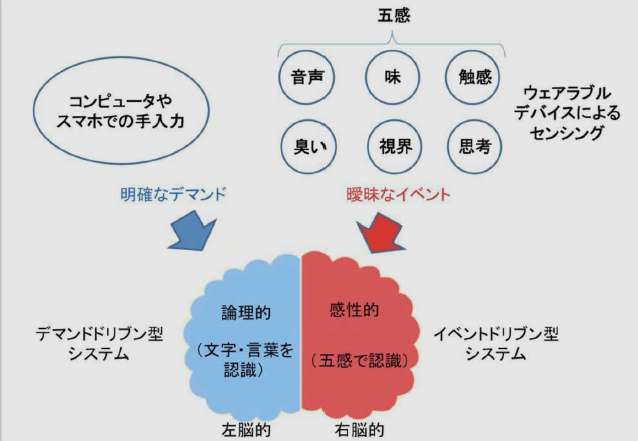 五感
音声
味
触感
コンピュータや
スマホでの手入力
ウェアラブル
デバイスによる
センシング
臭い
視界
思考
明確なデマンド
曖昧なイベント
論理的
感性的
デマンドドリブン型
システム
(文字・言葉を
認識)
(五感で認識)
イベントドリブン型
システム
左脳的
右脳的